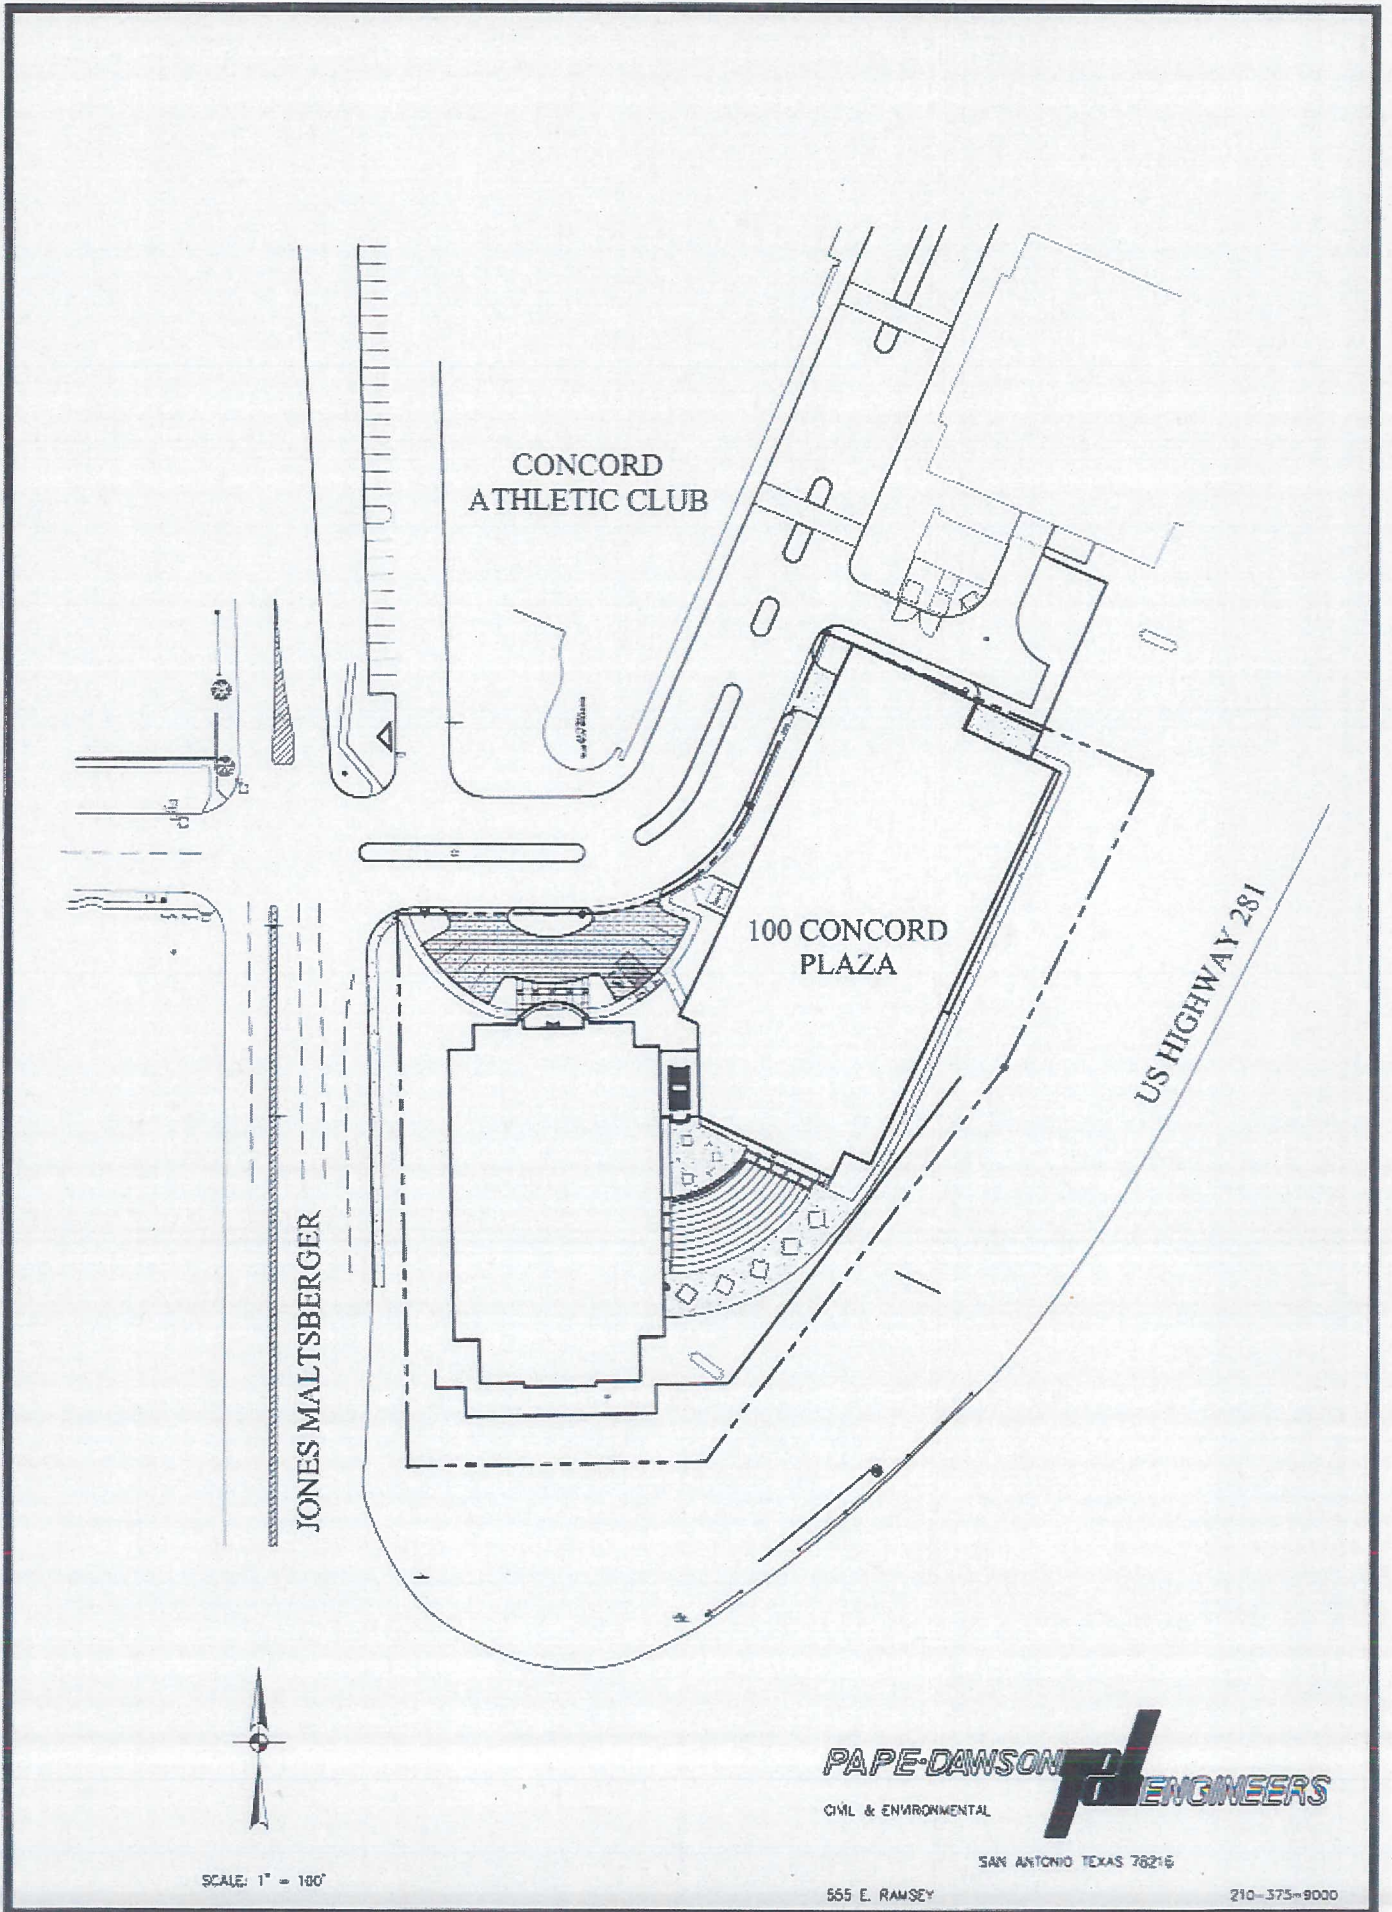 CONCORD
ATHLETIC CLUB
100 CONCORD
PLAZA
US HIGHWAY 281
JONES MALTSBERGER
PAPE-DAWSON
pd
ENGINEERS
CIVIL & ENVIRONMENTAL
SAN ANTONIO TEXAS 78216
SCALE: 1" = 100'
555 E. RAMSEY
210-375-9000